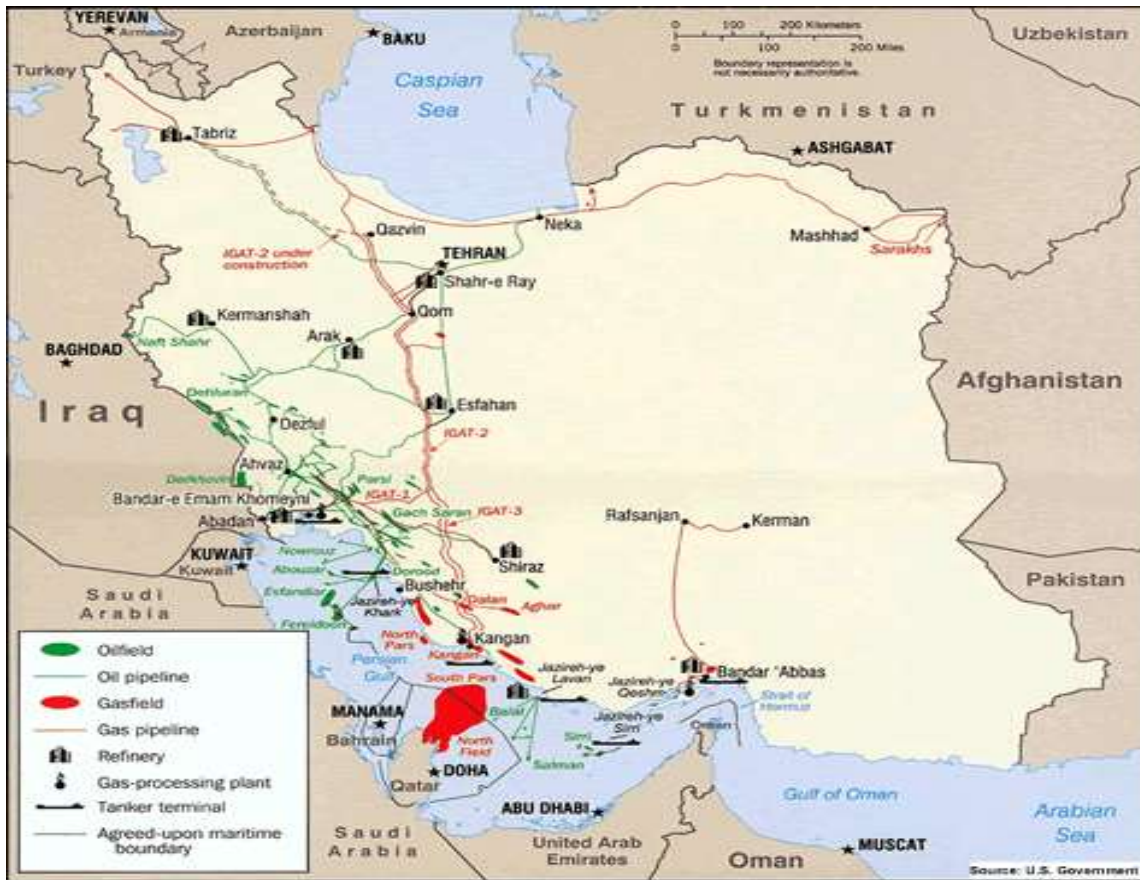 YEREVAN
Armenia
Azerbaijan
BAKU
0 100 200 Kilometers
0 100 200 Miles
Boundary representation is
not necessarily authoritative.
Uzbekistan
Turkey
Caspian
Sea
Turkmenistan
ASHGABAT
Tabriz
Neka
Qazvin
Mashhad
Sarakhs
IGAT-2 under
construction
TEHRAN
Shahr-e Ray
Qom
Kermanshah
Arak
Naft Shahr
BAGHDAD
Afghanistan
Iraq
Dehluran
Esfahan
Dezful
IGAT-2
Ahvaz
Darkhovin
Parsi
Bandar-e Emam Khomeyni
IGAT-1
Gach Saran
IGAT-3
Abadan
Rafsanjan
Kerman
KUWAIT
Kuwait
Nowrouz
Shiraz
Abouzar
Dorood
Pakistan
Saudi
Arabia
Esfandiar
Jazireh-ye
Khark
Bushehr
Dalan
Aghar
Fereidoon
Kangan
North
Pars
Kangan
Persian
Gulf
South Pars
Jazireh-ye
Lavan
Jazireh-ye
Qeshm
Bandar 'Abbas
Strait of
Hormuz
MANAMA
Bahrain
Balal
Jazireh-ye
Sirri
Oman
North
Field
Sirri
Salman
DOHA
Qatar
ABU DHABI
Gulf of Oman
Arabian
Sea
Saudi
Arabia
United Arab
Emirates
Oman
MUSCAT
Oilfield
Oil pipeline
Gasfield
Gas pipeline
Refinery
Gas-processing plant
Tanker terminal
Agreed-upon maritime
boundary
Source: U.S. Government